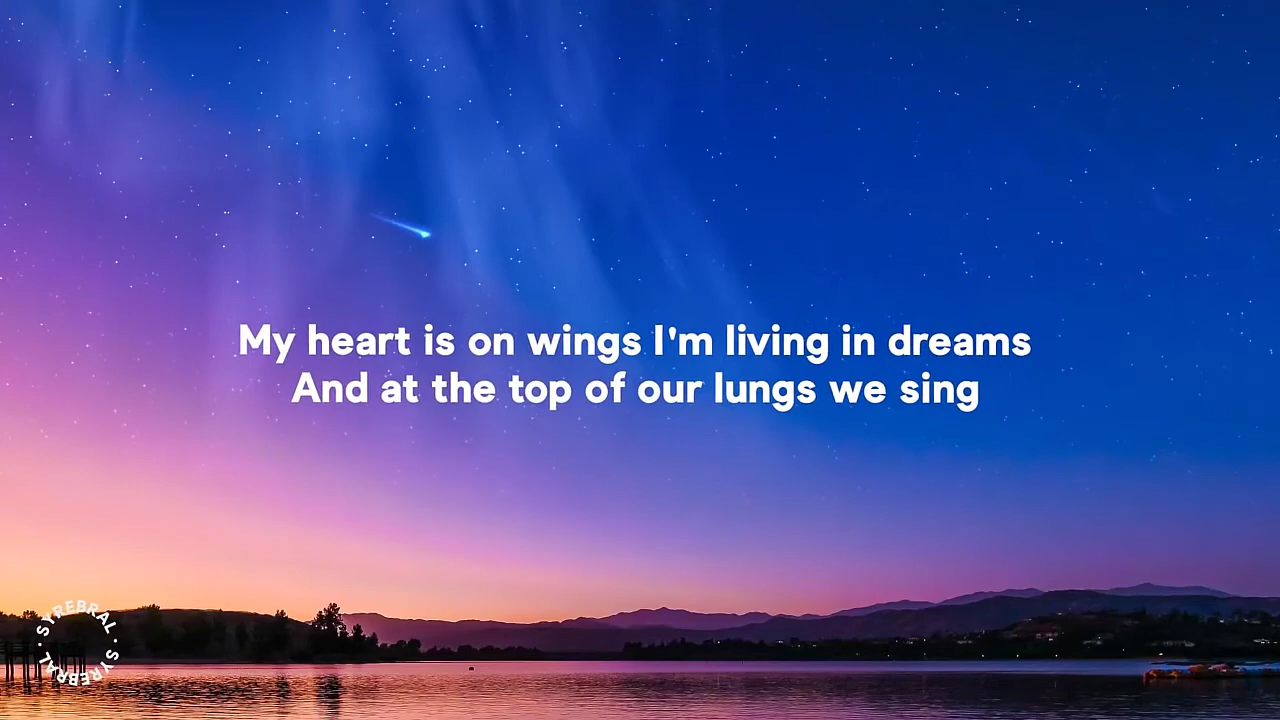 My heart is on wings I'm living in dreams
And at the top of our lungs we sing
SYREBRAL · SYREBRAL ·